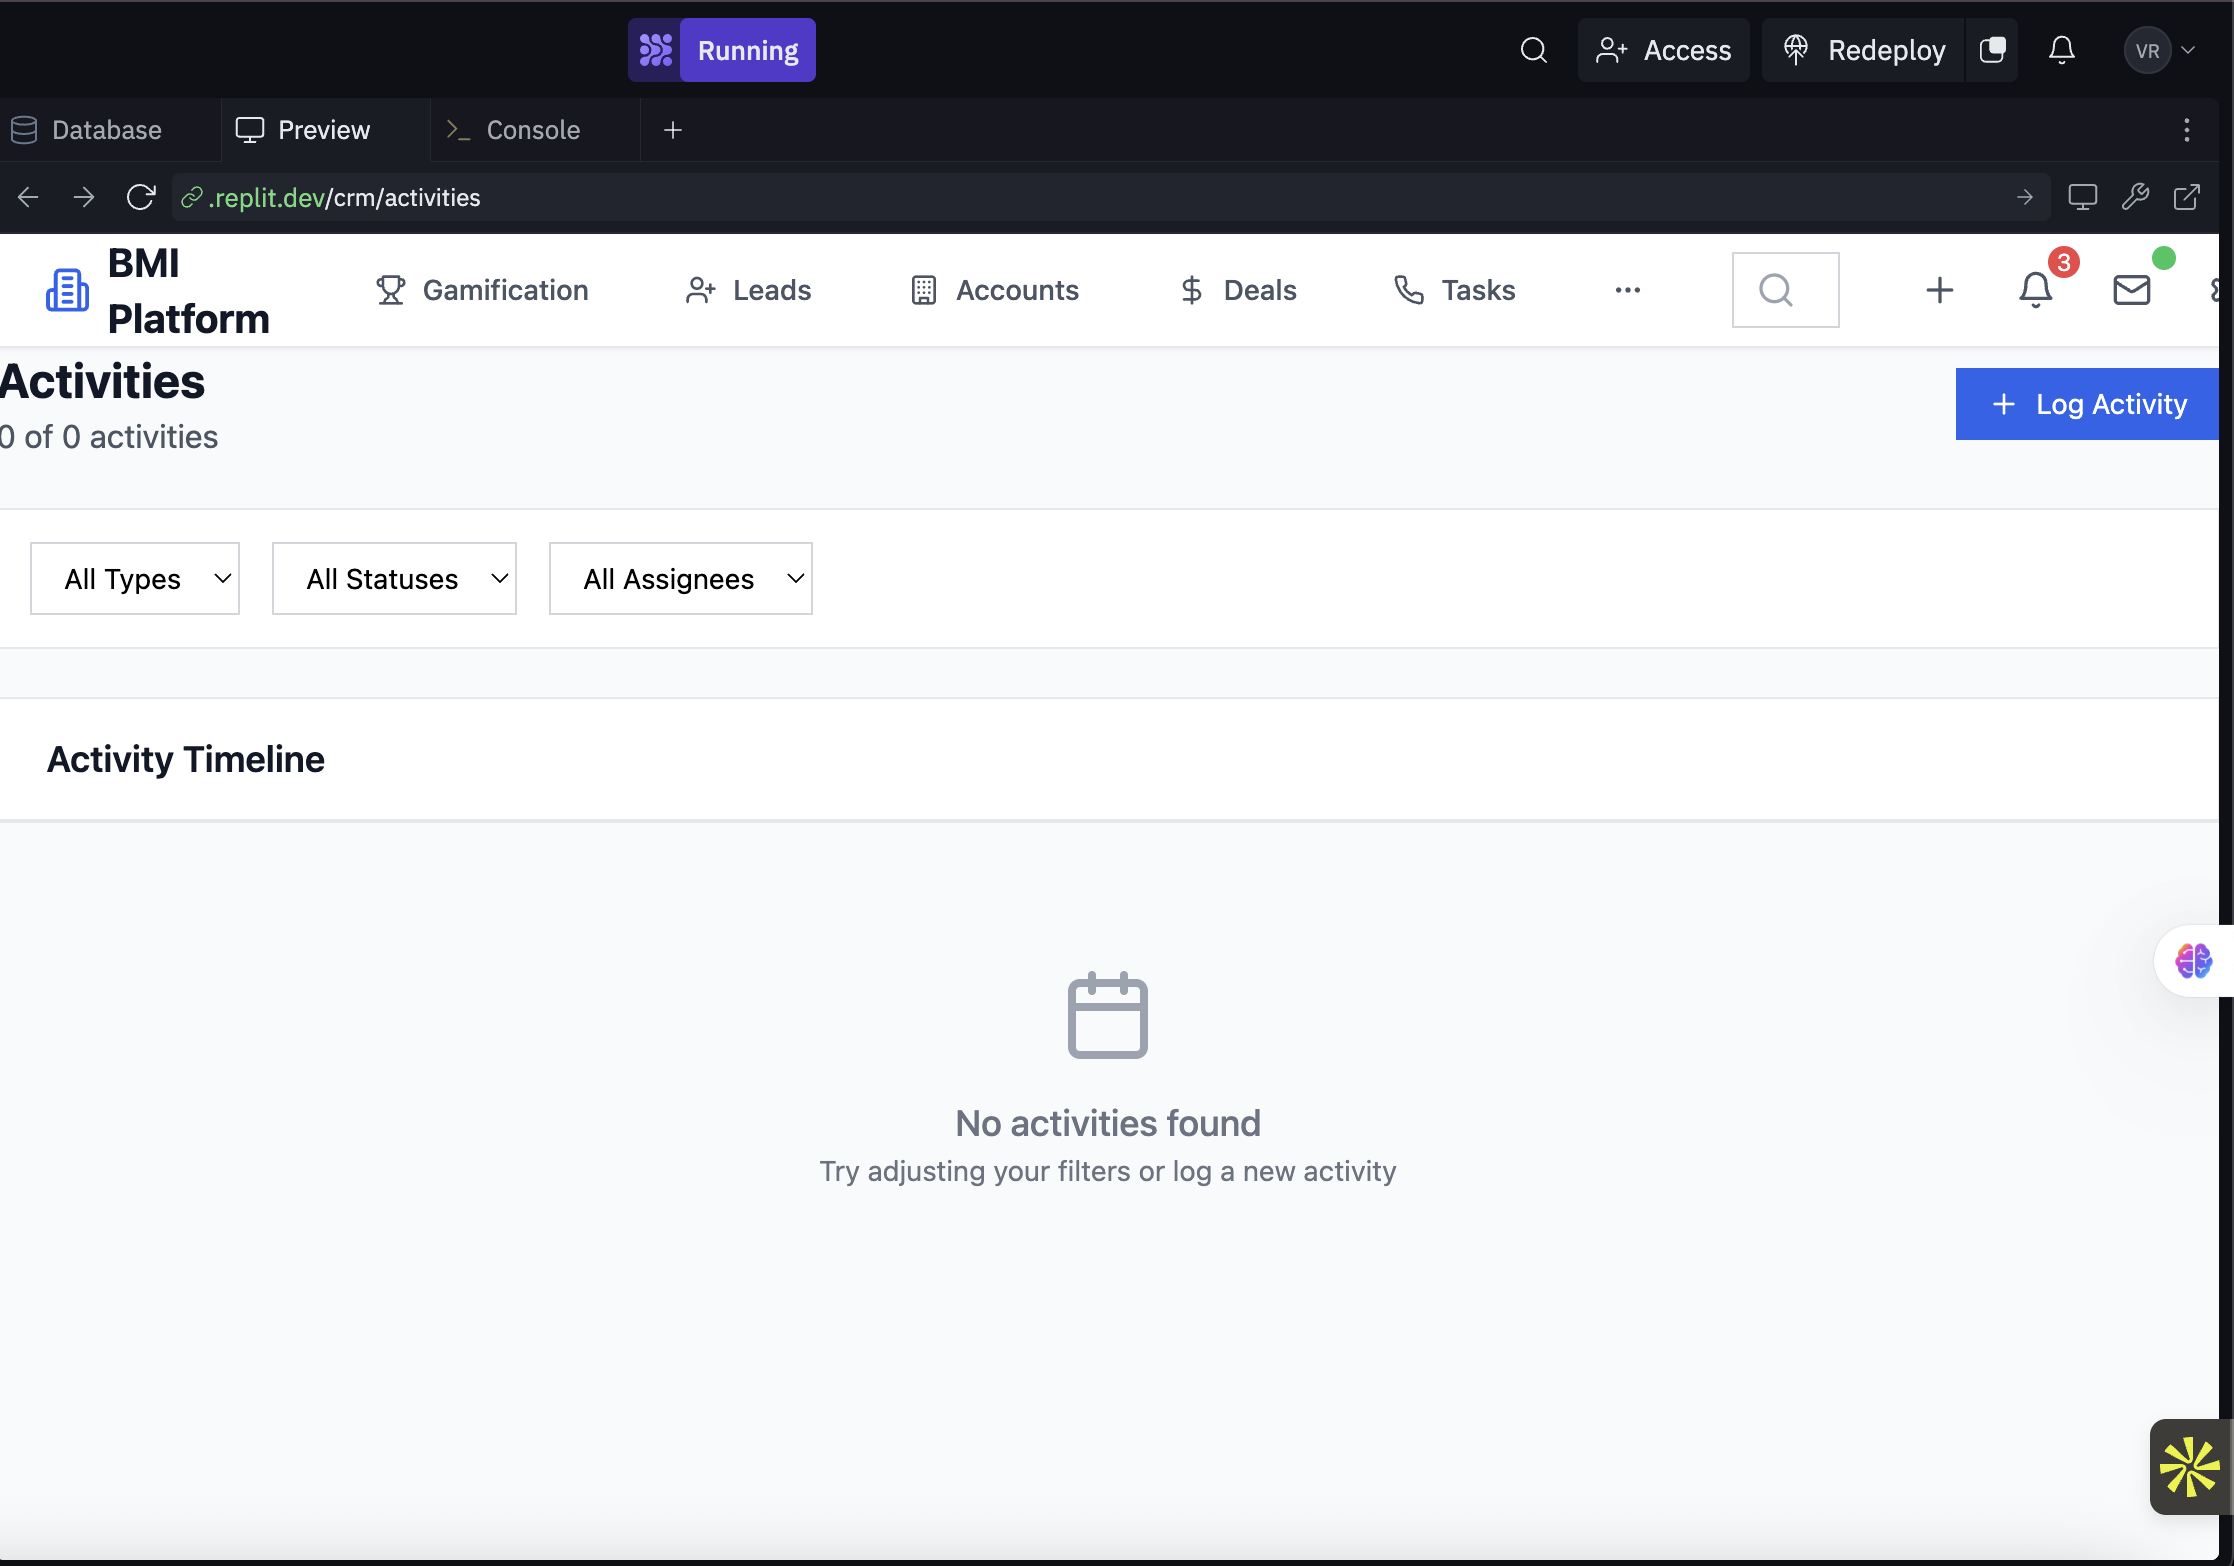 Running
Access
Redeploy
VR
Database
Preview
Console
.replit.dev/crm/activities
BMI
Platform
Gamification
Leads
Accounts
Deals
Tasks
3
Activities
0 of 0 activities
Log Activity
All Types
All Statuses
All Assignees
Activity Timeline
No activities found
Try adjusting your filters or log a new activity